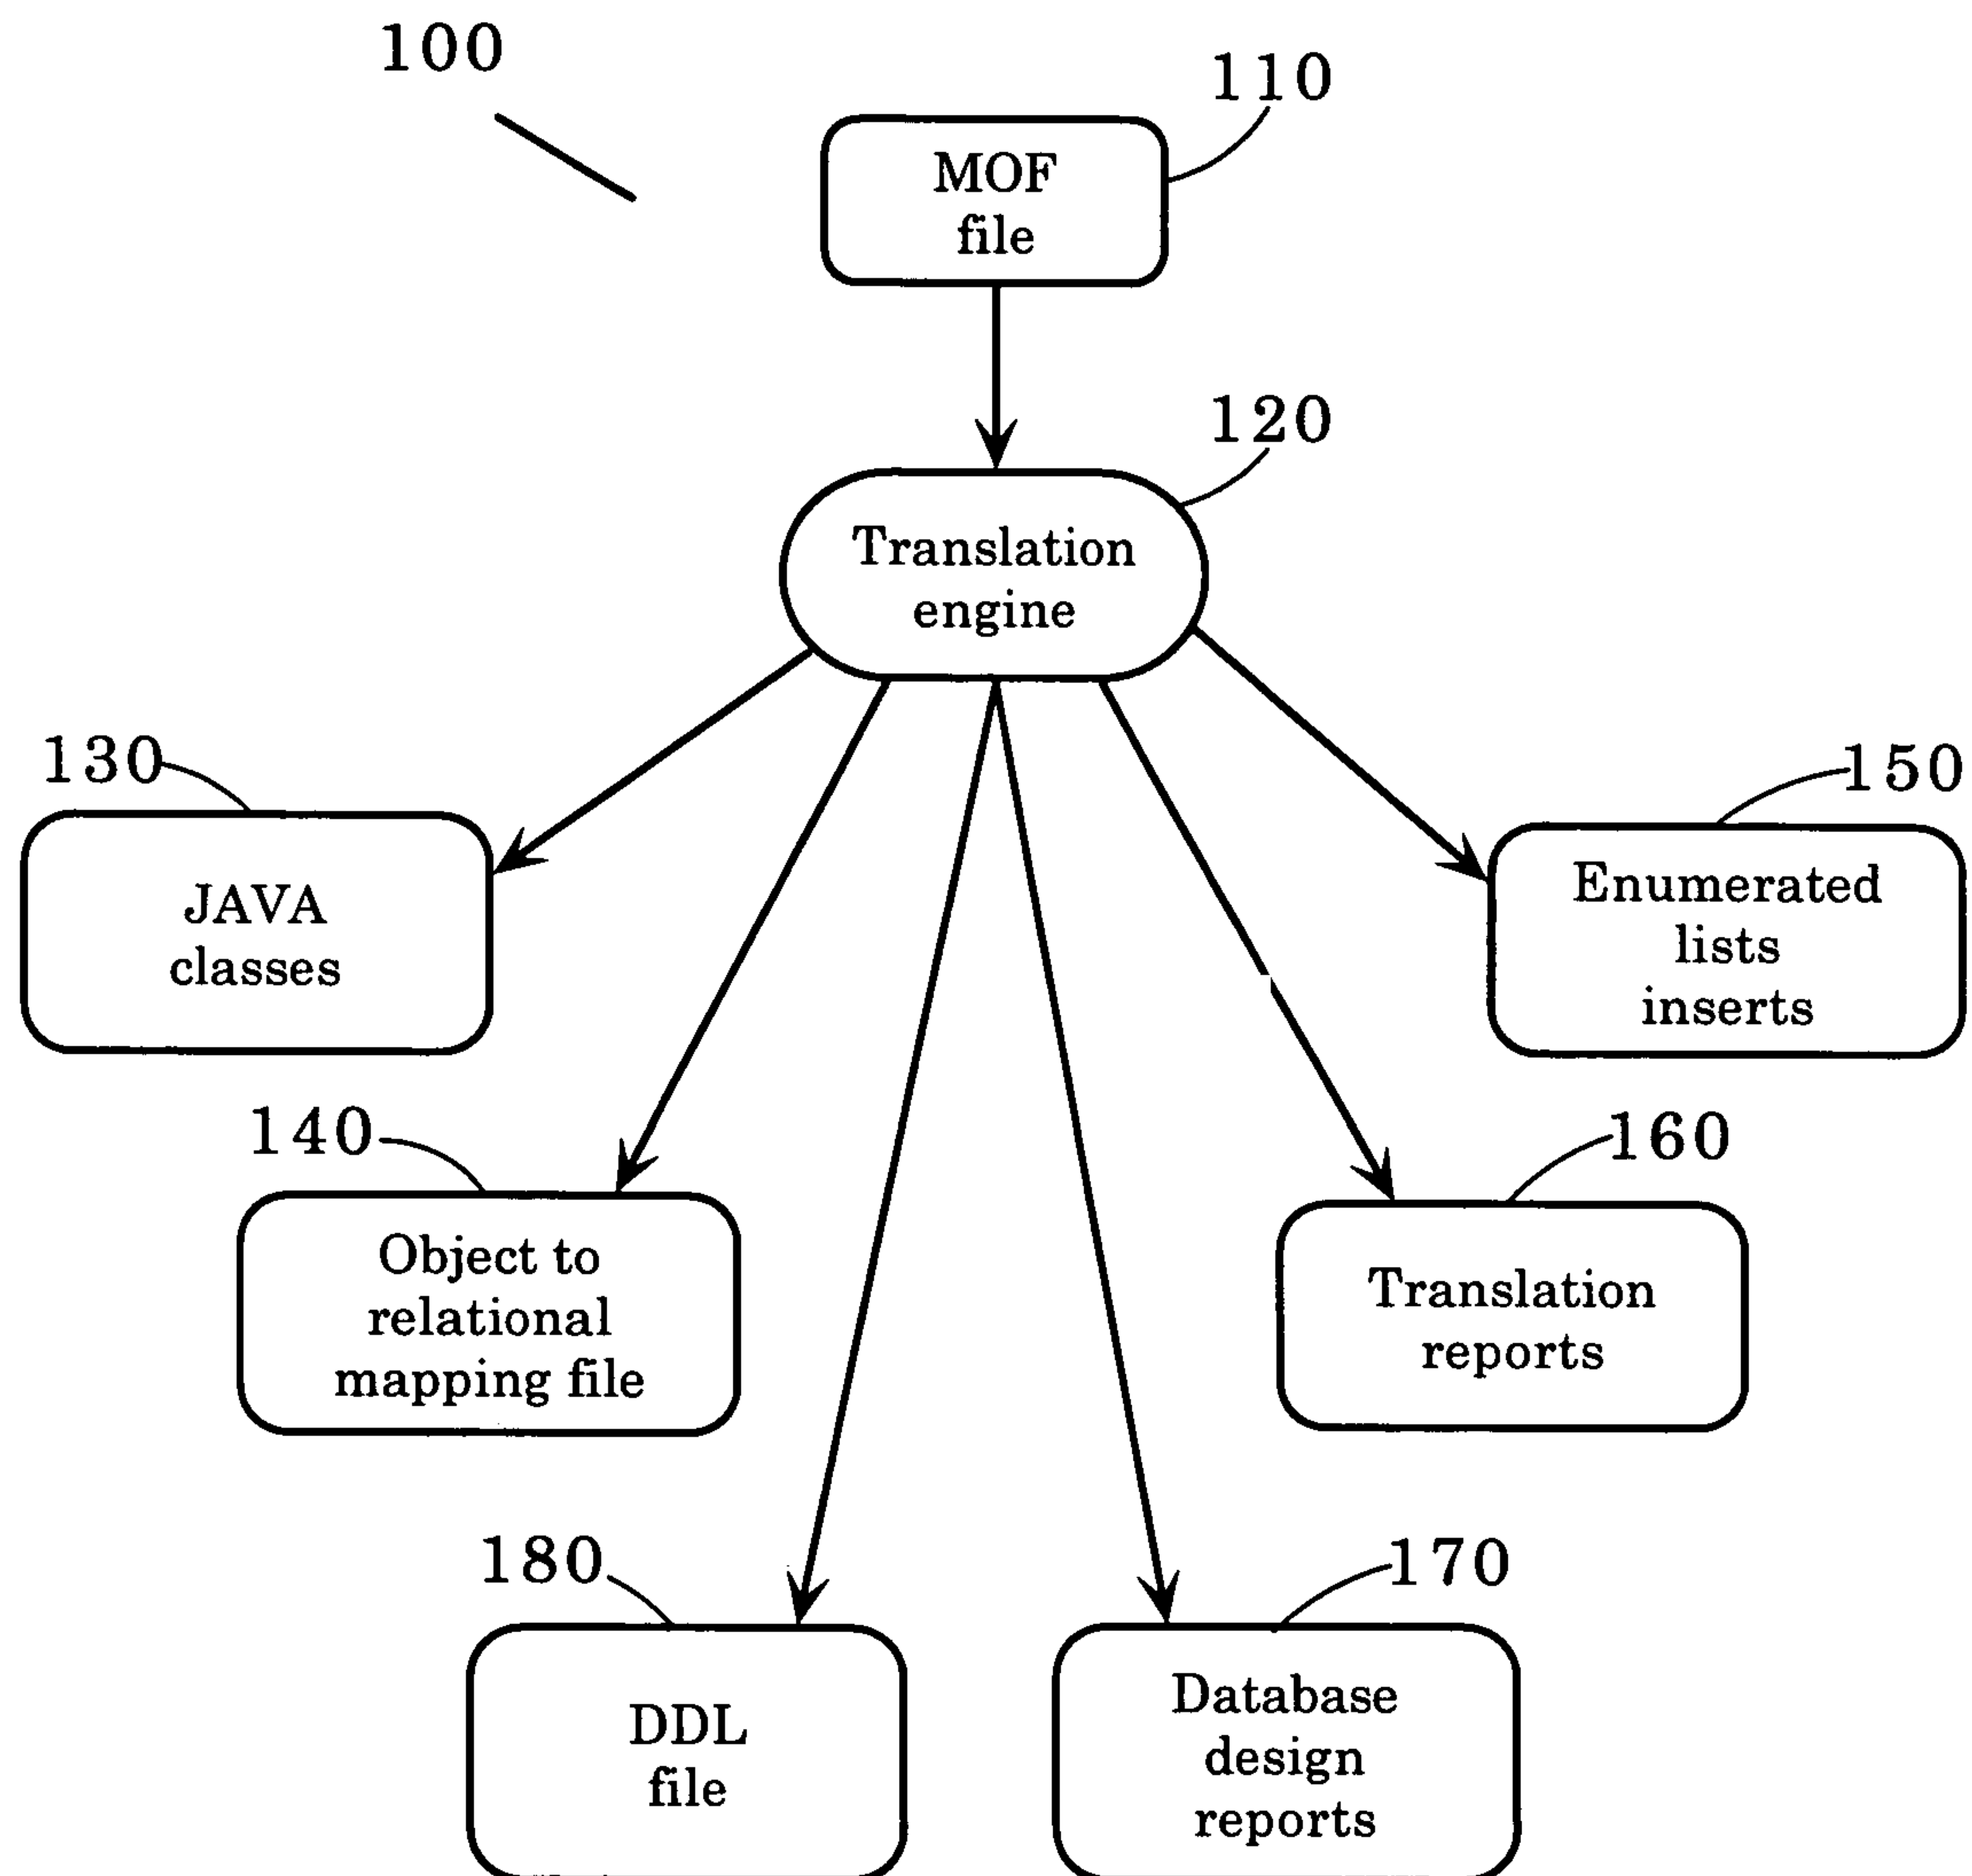 100
110
MOF
file
120
Translation
engine
130
150
JAVA
classes
Enumerated
lists
inserts
140
160
Object to
relational
mapping file
Translation
reports
180
170
DDL
file
Database
design
reports